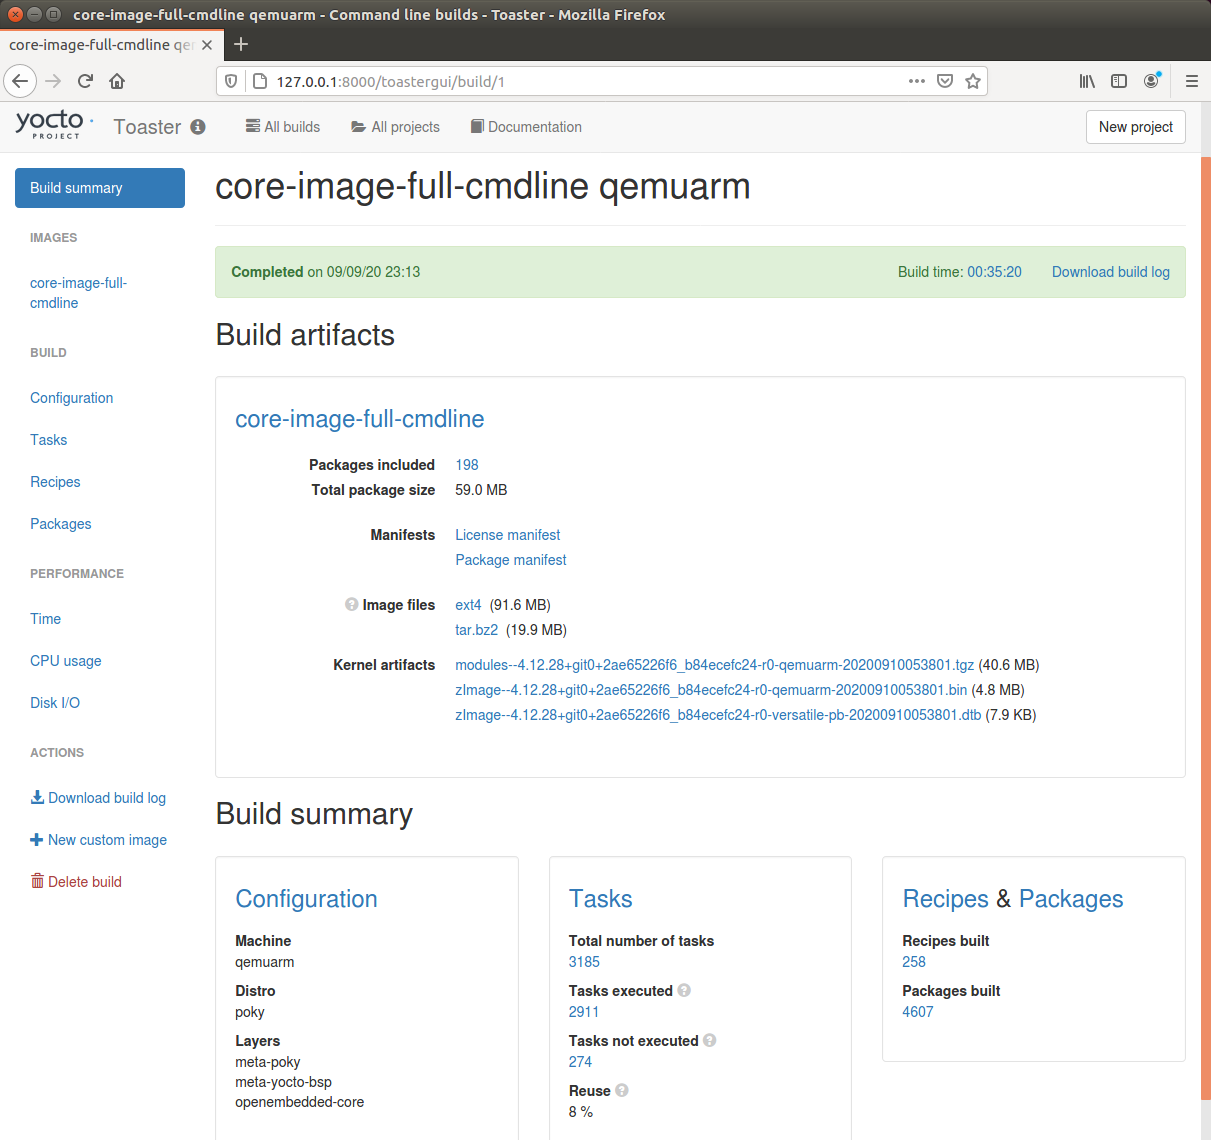 core-image-full-cmdline qemuarm - Command line builds - Toaster - Mozilla Firefox
core-image-full-cmdline qe
127.0.0.1:8000/toastergui/build/1
yocto
PROJECT
Toaster
All builds
All projects
Documentation
New project
Build summary
IMAGES
core-image-full-
cmdline
BUILD
Configuration
Tasks
Recipes
Packages
PERFORMANCE
Time
CPU usage
Disk I/O
ACTIONS
Download build log
New custom image
Delete build
core-image-full-cmdline qemuarm
Completed on 09/09/20 23:13
Build time: 00:35:20
Download build log
Build artifacts
core-image-full-cmdline
Packages included 198
Total package size 59.0 MB
Manifests License manifest
Package manifest
Image files ext4 (91.6 MB)
tar.bz2 (19.9 MB)
Kernel artifacts modules--4.12.28+git0+2ae65226f6_b84ecefc24-r0-qemuarm-20200910053801.tgz (40.6 MB)
zImage--4.12.28+git0+2ae65226f6_b84ecefc24-r0-qemuarm-20200910053801.bin (4.8 MB)
zImage--4.12.28+git0+2ae65226f6_b84ecefc24-r0-versatile-pb-20200910053801.dtb (7.9 KB)
Build summary
Configuration
Machine
qemuarm
Distro
poky
Layers
meta-poky
meta-yocto-bsp
openembedded-core
Tasks
Total number of tasks
3185
Tasks executed
2911
Tasks not executed
274
Reuse
8 %
Recipes & Packages
Recipes built
258
Packages built
4607